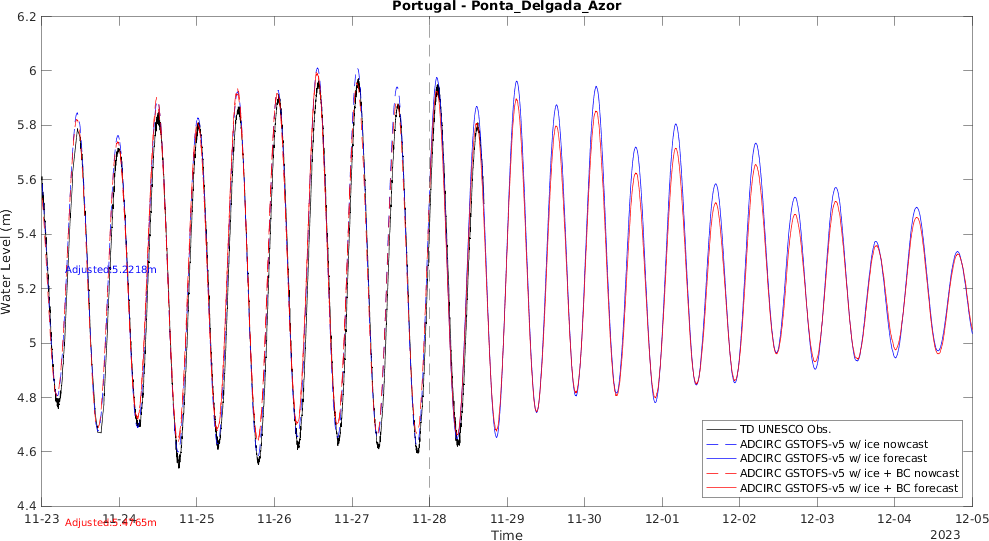 Portugal - Ponta_Delgada_Azor
6.2
6
5.8
5.6
5.4
5.2
5
4.8
4.6
4.4
Water Level (m)
Adjusted:5.2218m
Adjusted:5.4765m
TD UNESCO Obs.
ADCIRC GSTOFS-v5 w/ ice nowcast
ADCIRC GSTOFS-v5 w/ ice forecast
ADCIRC GSTOFS-v5 w/ ice + BC nowcast
ADCIRC GSTOFS-v5 w/ ice + BC forecast
11-23 11-24 11-25 11-26 11-27 11-28 11-29 11-30 12-01 12-02 12-03 12-04 12-05
Time
2023